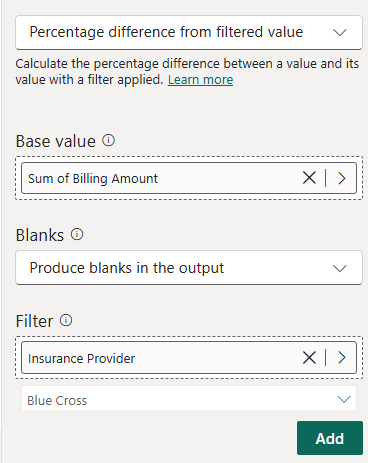 Percentage difference from filtered value
Calculate the percentage difference between a value and its
value with a filter applied. Learn more
Base value
Sum of Billing Amount
Blanks
Produce blanks in the output
Filter
Insurance Provider
Blue Cross
Add